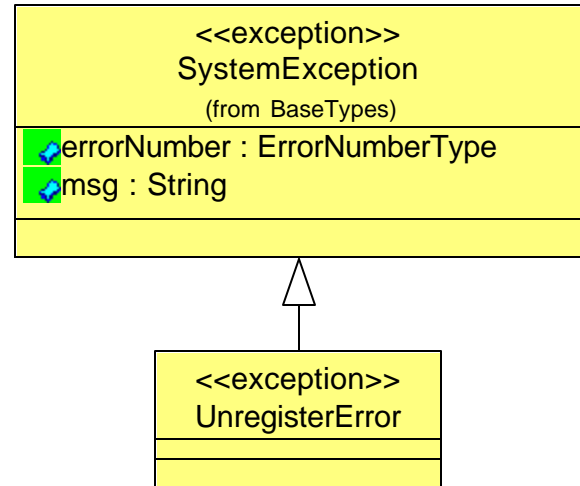 <<exception>>
SystemException
(from BaseTypes)
errorNumber : ErrorNumberType
msg : String
<<exception>>
UnregisterError